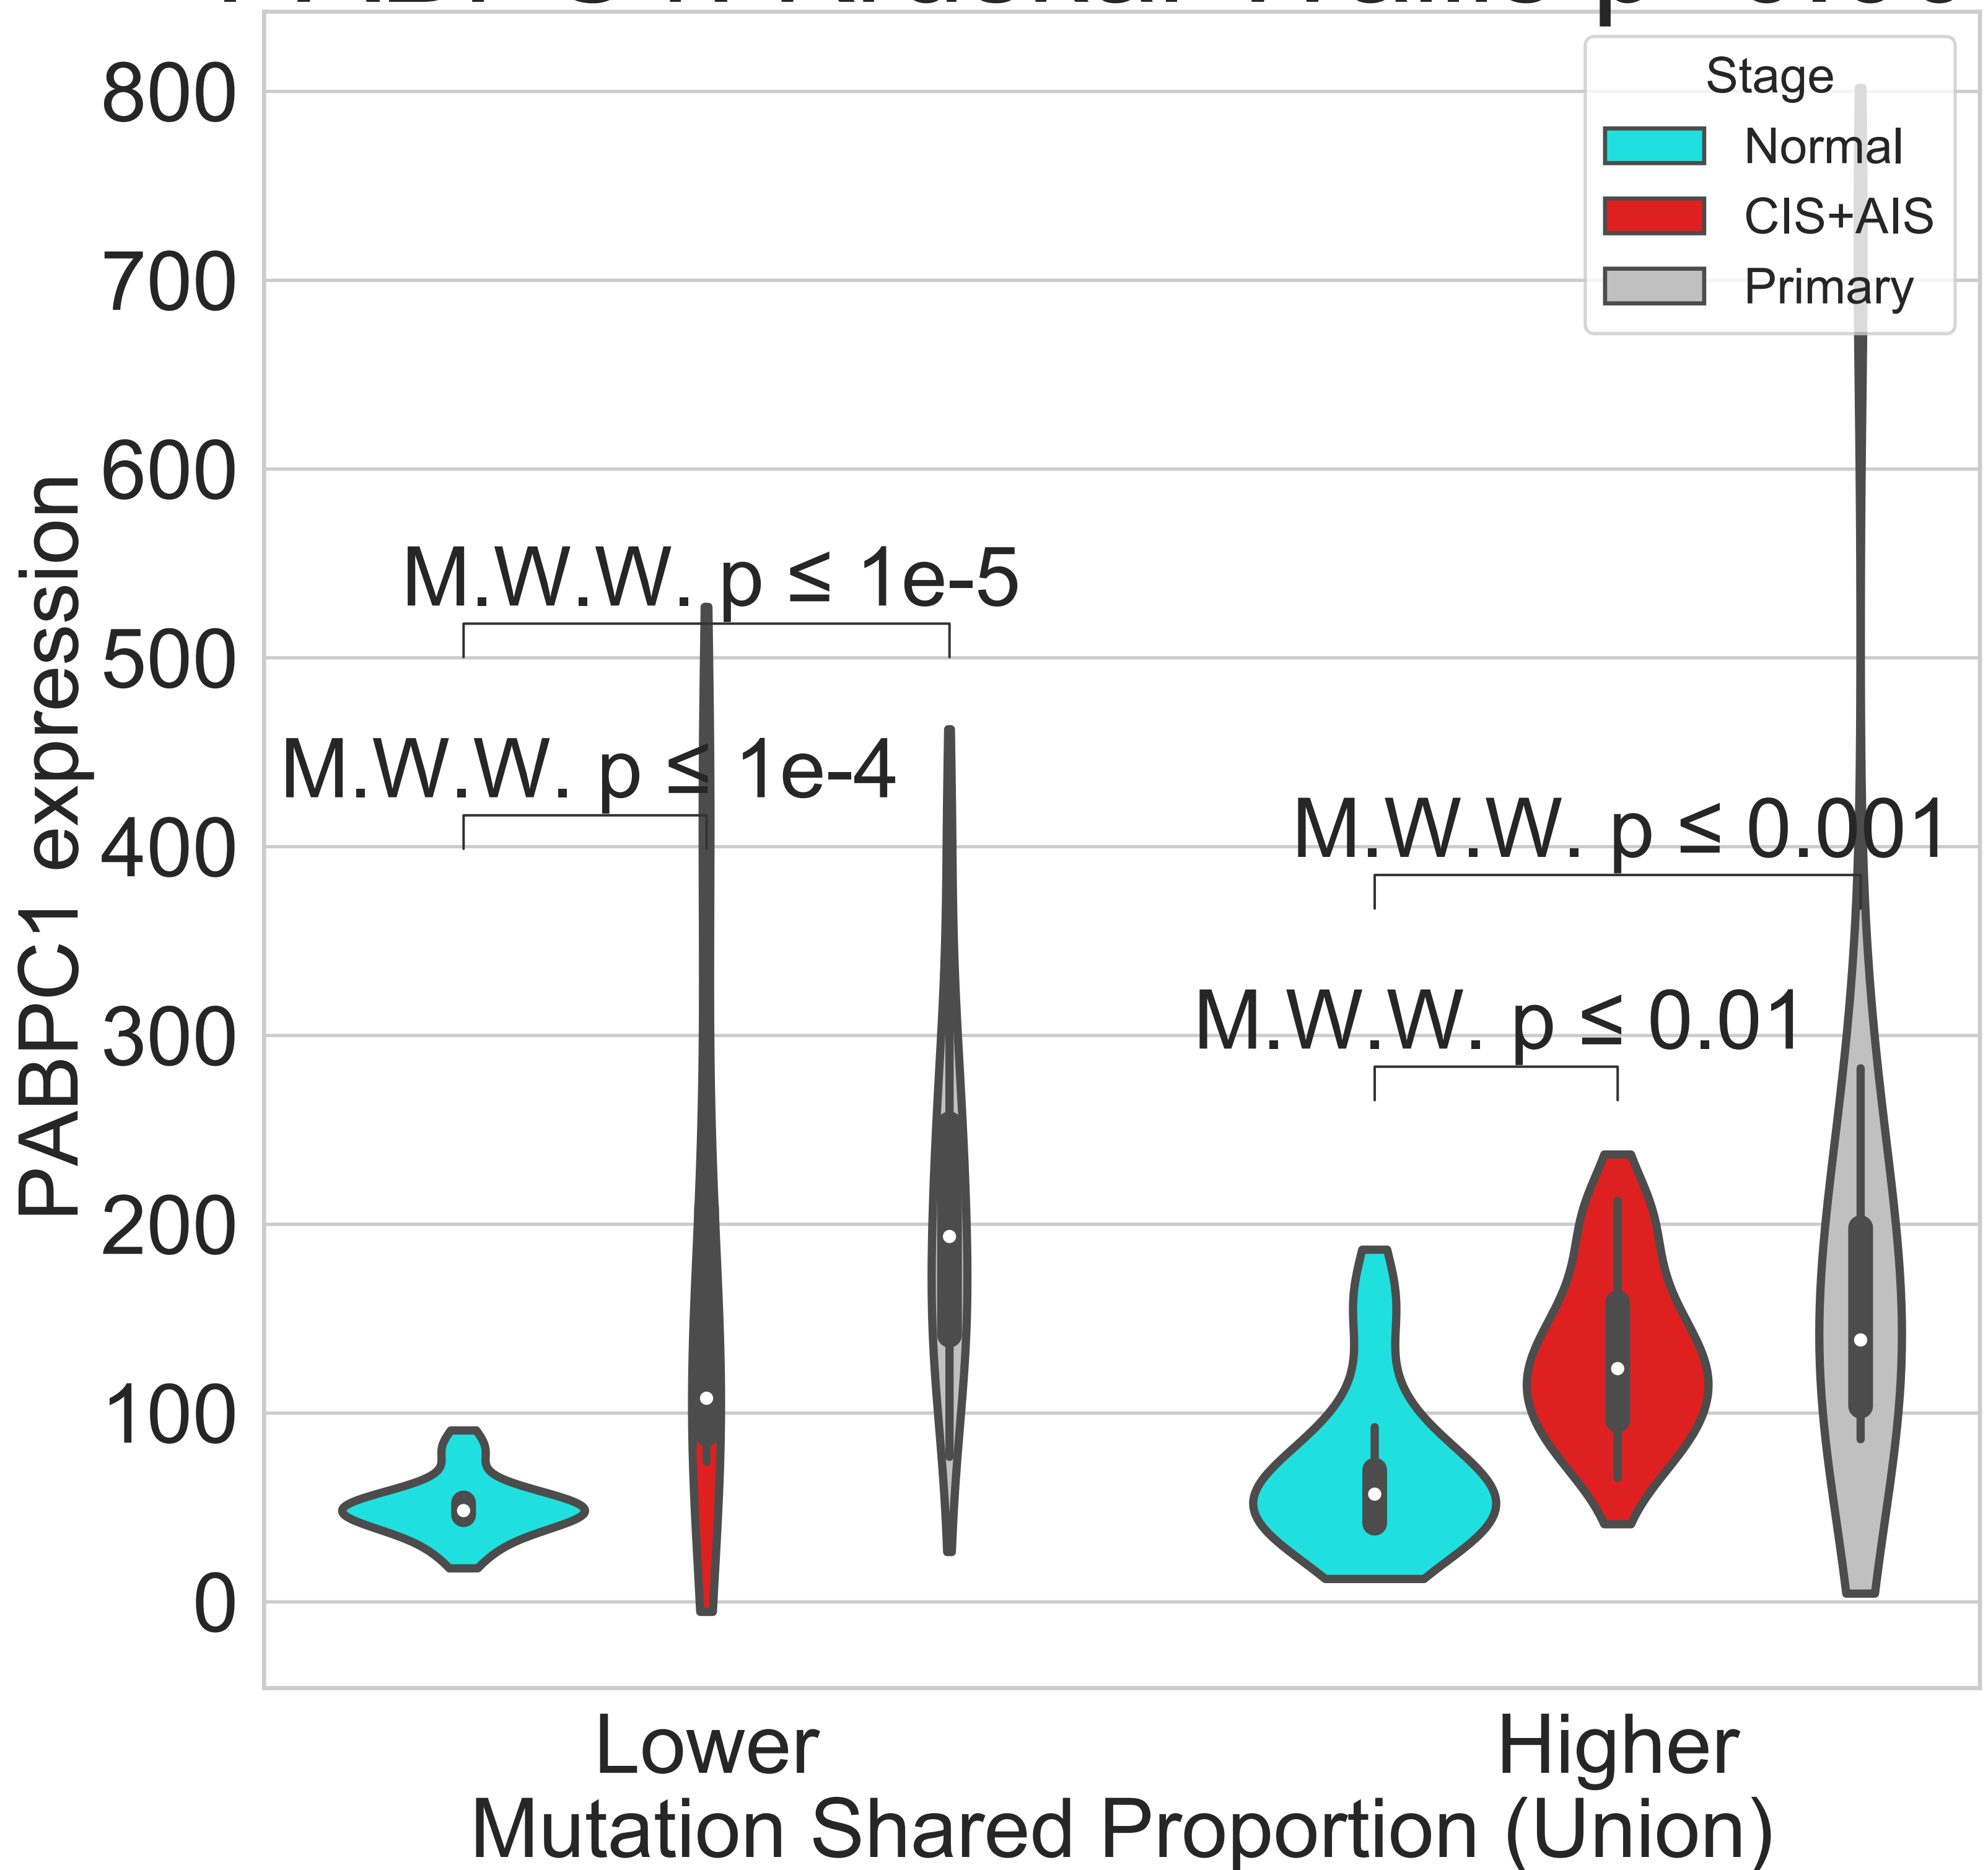 Stage
Normal
CIS+AIS
Primary
800
700
600
500
400
300
200
100
0
PABPC1 expression
M.W.W. p ≤ 1e-5
M.W.W. p ≤ 1e-4
M.W.W. p ≤ 0.001
M.W.W. p ≤ 0.01
Lower
Higher
Mutation Shared Proportion (Union)